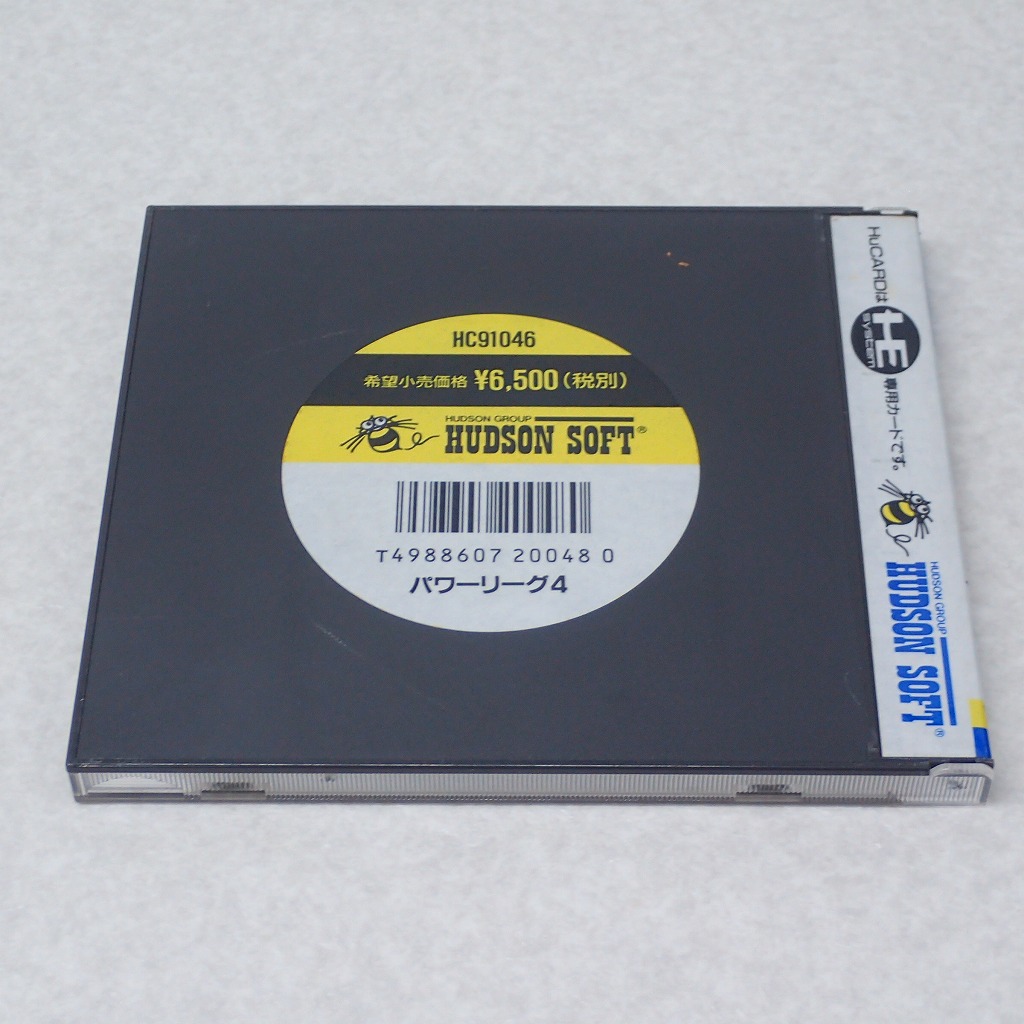 HC91046
希望小売価格 ¥6,500(税別)
HUDSON GROUP
HUDSON SOFT®
T4988607 20048 0
パワーリーグ4
HuCARDは
HE
system
専用カードです。
HUDSON GROUP
HUDSON SOFT®